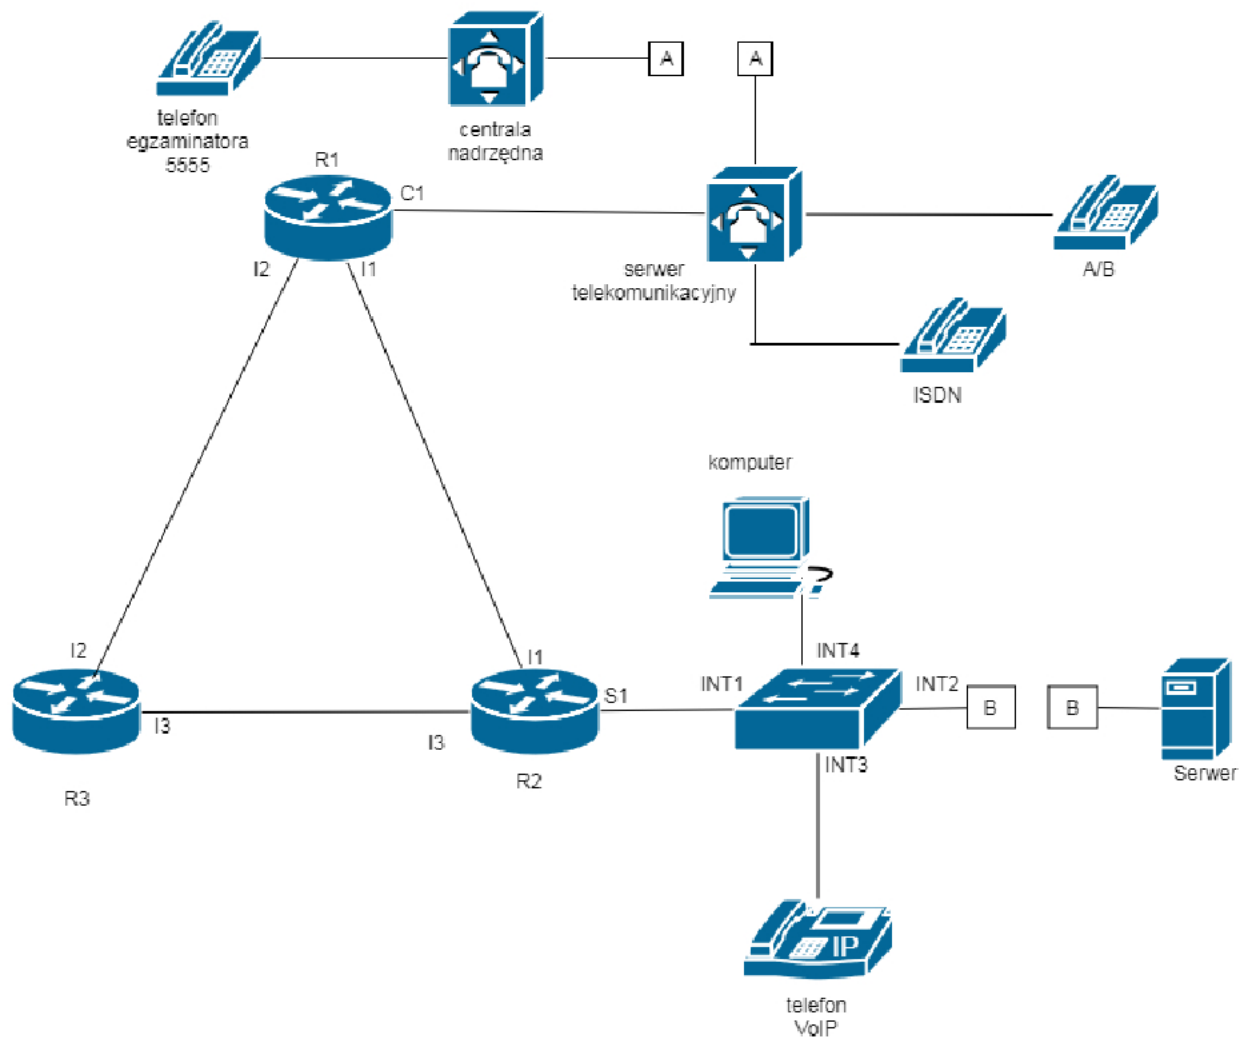 telefon
egzaminatora
5555
centrala
nadrzędna
A
A
R1
C1
I2
I1
serwer
telekomunikacyjny
A/B
ISDN
komputer
I2
I3
R3
I1
S1
I3
R2
INT1
INT4
INT2
INT3
B
B
Serwer
IP
telefon
VoIP